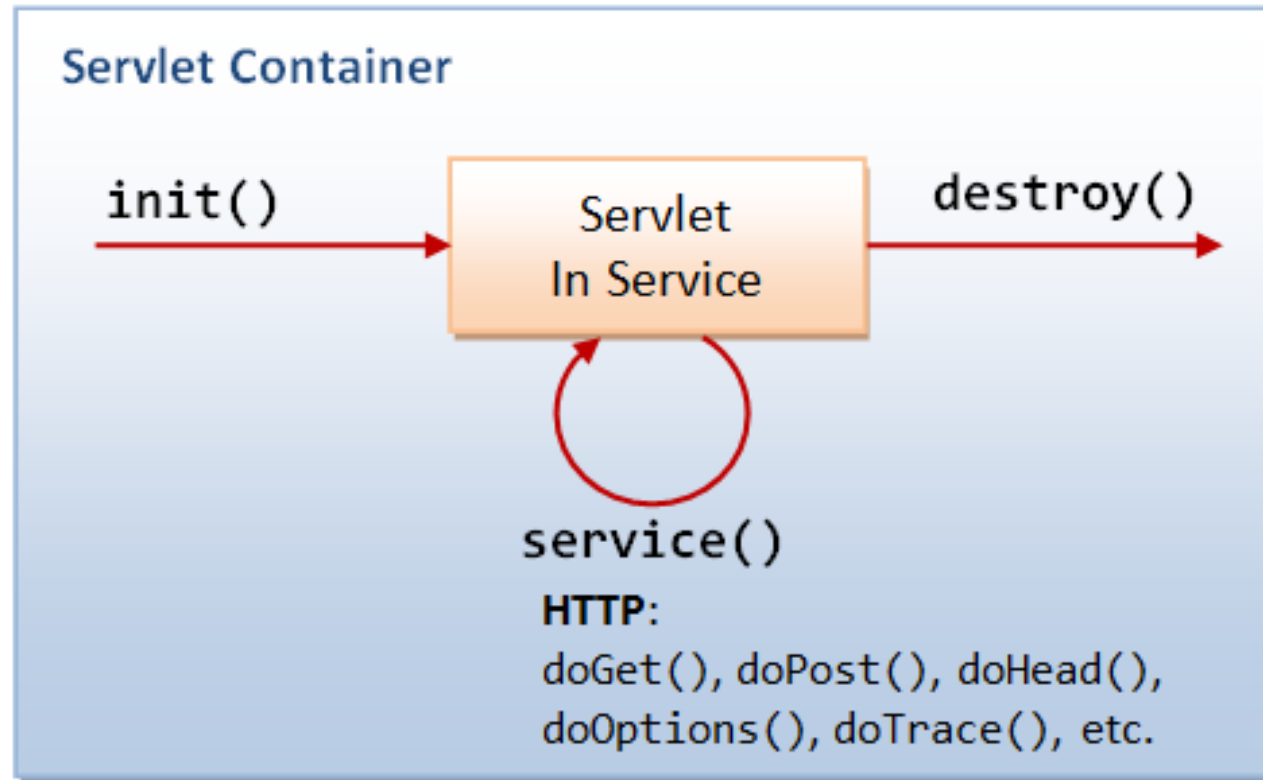 Servlet Container
init()
Servlet
In Service
destroy()
service()
HTTP:
doGet(), doPost(), doHead(),
doOptions(), doTrace(), etc.